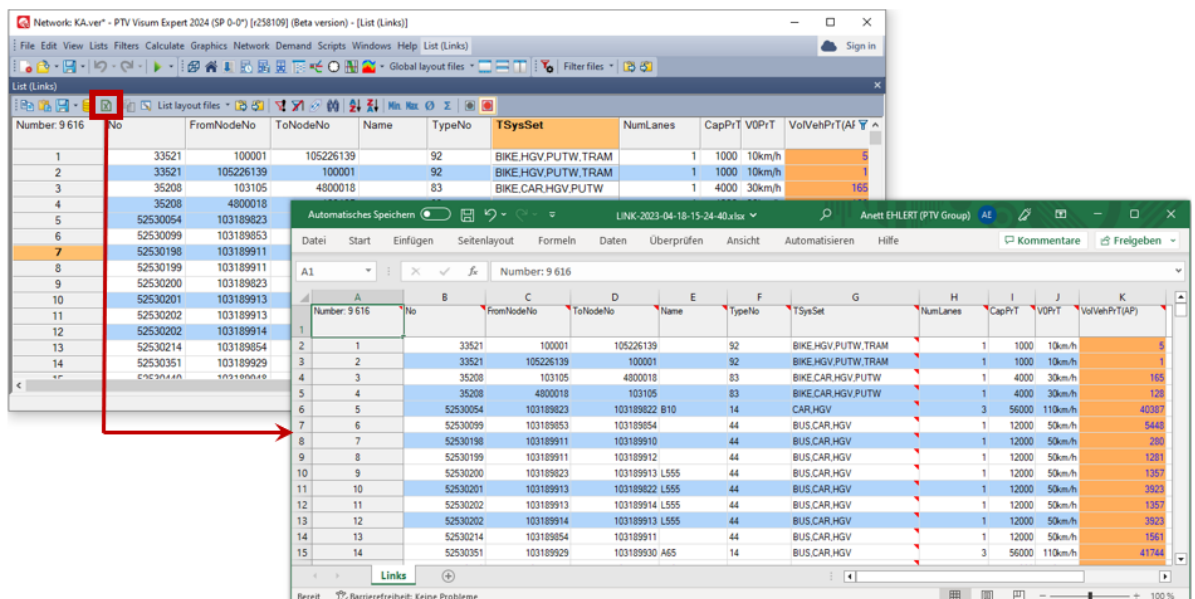 Network: KA.ver* - PTV Visum Expert 2024 (SP 0-0*) [r258109] (Beta version) - [List (Links)]
File Edit View Lists Filters Calculate Graphics Network Demand Scripts Windows Help List (Links) Sign in
Global layout files Filter files
List (Links)
List layout files Min. Max. Ø Σ
Number: 9 616 No FromNodeNo ToNodeNo Name TypeNo TSysSet NumLanes CapPrT V0PrT VolVehPrT(AP
1 33521 100001 105226139 92 BIKE,HGV,PUTW,TRAM 1 1000 10km/h 5
2 33521 105226139 100001 92 BIKE,HGV,PUTW,TRAM 1 1000 10km/h 1
3 35208 103105 4800018 83 BIKE,CAR,HGV,PUTW 1 4000 30km/h 165
4 35208 4800018
5 52530054 103189823
6 52530099 103189853
7 52530198 103189911
8 52530199 103189911
9 52530200 103189823
10 52530201 103189913
11 52530202 103189913
12 52530202 103189914
13 52530214 103189854
14 52530351 103189929
Automatisches Speichern LINK-2023-04-18-15-24-40.xlsx Anett EHLERT (PTV Group) AE
Datei Start Einfügen Seitenlayout Formeln Daten Überprüfen Ansicht Automatisieren Hilfe Kommentare Freigeben
A1 fx Number: 9 616
A B C D E F G H I J K
1 Number: 9 616 No FromNodeNo ToNodeNo Name TypeNo TSysSet NumLanes CapPrT V0PrT VolVehPrT(AP)
2 1 33521 100001 105226139 92 BIKE,HGV,PUTW,TRAM 1 1000 10km/h 5
3 2 33521 105226139 100001 92 BIKE,HGV,PUTW,TRAM 1 1000 10km/h 1
4 3 35208 103105 4800018 83 BIKE,CAR,HGV,PUTW 1 4000 30km/h 165
5 4 35208 4800018 103105 83 BIKE,CAR,HGV,PUTW 1 4000 30km/h 128
6 5 52530054 103189823 103189822 B10 14 CAR,HGV 3 56000 110km/h 40387
7 6 52530099 103189853 103189854 44 BUS,CAR,HGV 1 12000 50km/h 5448
8 7 52530198 103189911 103189910 44 BUS,CAR,HGV 1 12000 50km/h 280
9 8 52530199 103189911 103189912 44 BUS,CAR,HGV 1 12000 50km/h 1281
10 9 52530200 103189823 103189913 L555 44 BUS,CAR,HGV 1 12000 50km/h 1357
11 10 52530201 103189913 103189822 L555 44 BUS,CAR,HGV 1 12000 50km/h 3923
12 11 52530202 103189913 103189914 L555 44 BUS,CAR,HGV 1 12000 50km/h 1357
13 12 52530202 103189914 103189913 L555 44 BUS,CAR,HGV 1 12000 50km/h 3923
14 13 52530214 103189854 103189911 44 BUS,CAR,HGV 1 12000 50km/h 1561
15 14 52530351 103189929 103189930 A65 14 BUS,CAR,HGV 3 56000 110km/h 41744
Links
Bereit Barrierefreiheit: Keine Probleme 100 %